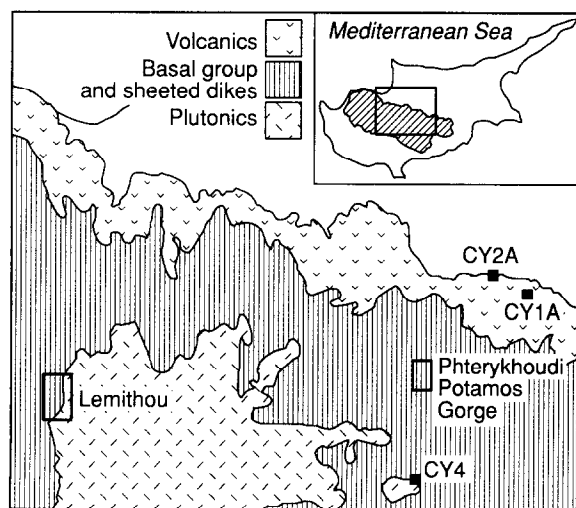 Volcanics
Basal group
and sheeted dikes
Plutonics
Mediterranean Sea
CY2A
CY1A
Phterykhoudi
Potamos
Gorge
Lemithou
CY4